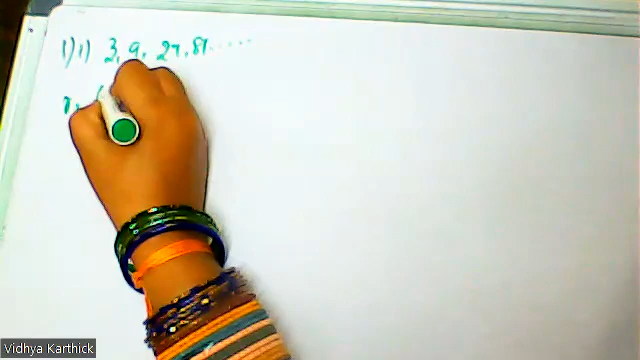 1) i) 3, 9, 27, 81.....
Vidhya Karthick